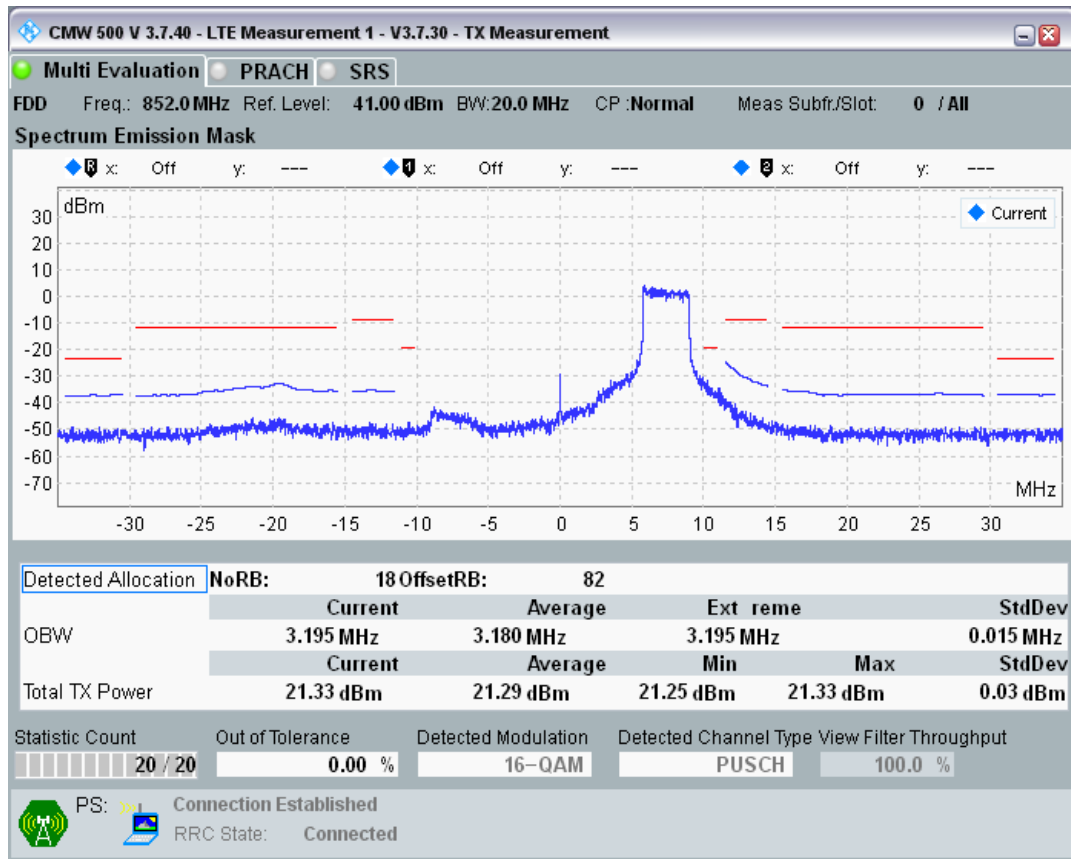 CMW 500 V 3.7.40 - LTE Measurement 1 - V3.7.30 - TX Measurement
Multi Evaluation PRACH SRS
FDD Freq.: 852.0 MHz Ref. Level: 41.00 dBm BW:20.0 MHz CP :Normal Meas Subfr./Slot: 0 / All
Spectrum Emission Mask
R x: Off y: --- 1 x: Off y: --- 2 x: Off y: ---
dBm
Current
30
20
10
0
-10
-20
-30
-40
-50
-60
-70
MHz
-30 -25 -20 -15 -10 -5 0 5 10 15 20 25 30
Detected Allocation NoRB: 18 OffsetRB: 82
Current Average Ext reme StdDev
OBW 3.195 MHz 3.180 MHz 3.195 MHz 0.015 MHz
Current Average Min Max StdDev
Total TX Power 21.33 dBm 21.29 dBm 21.25 dBm 21.33 dBm 0.03 dBm
Statistic Count Out of Tolerance Detected Modulation Detected Channel Type View Filter Throughput
20 / 20 0.00 % 16-QAM PUSCH 100.0 %
PS: Connection Established
RRC State: Connected